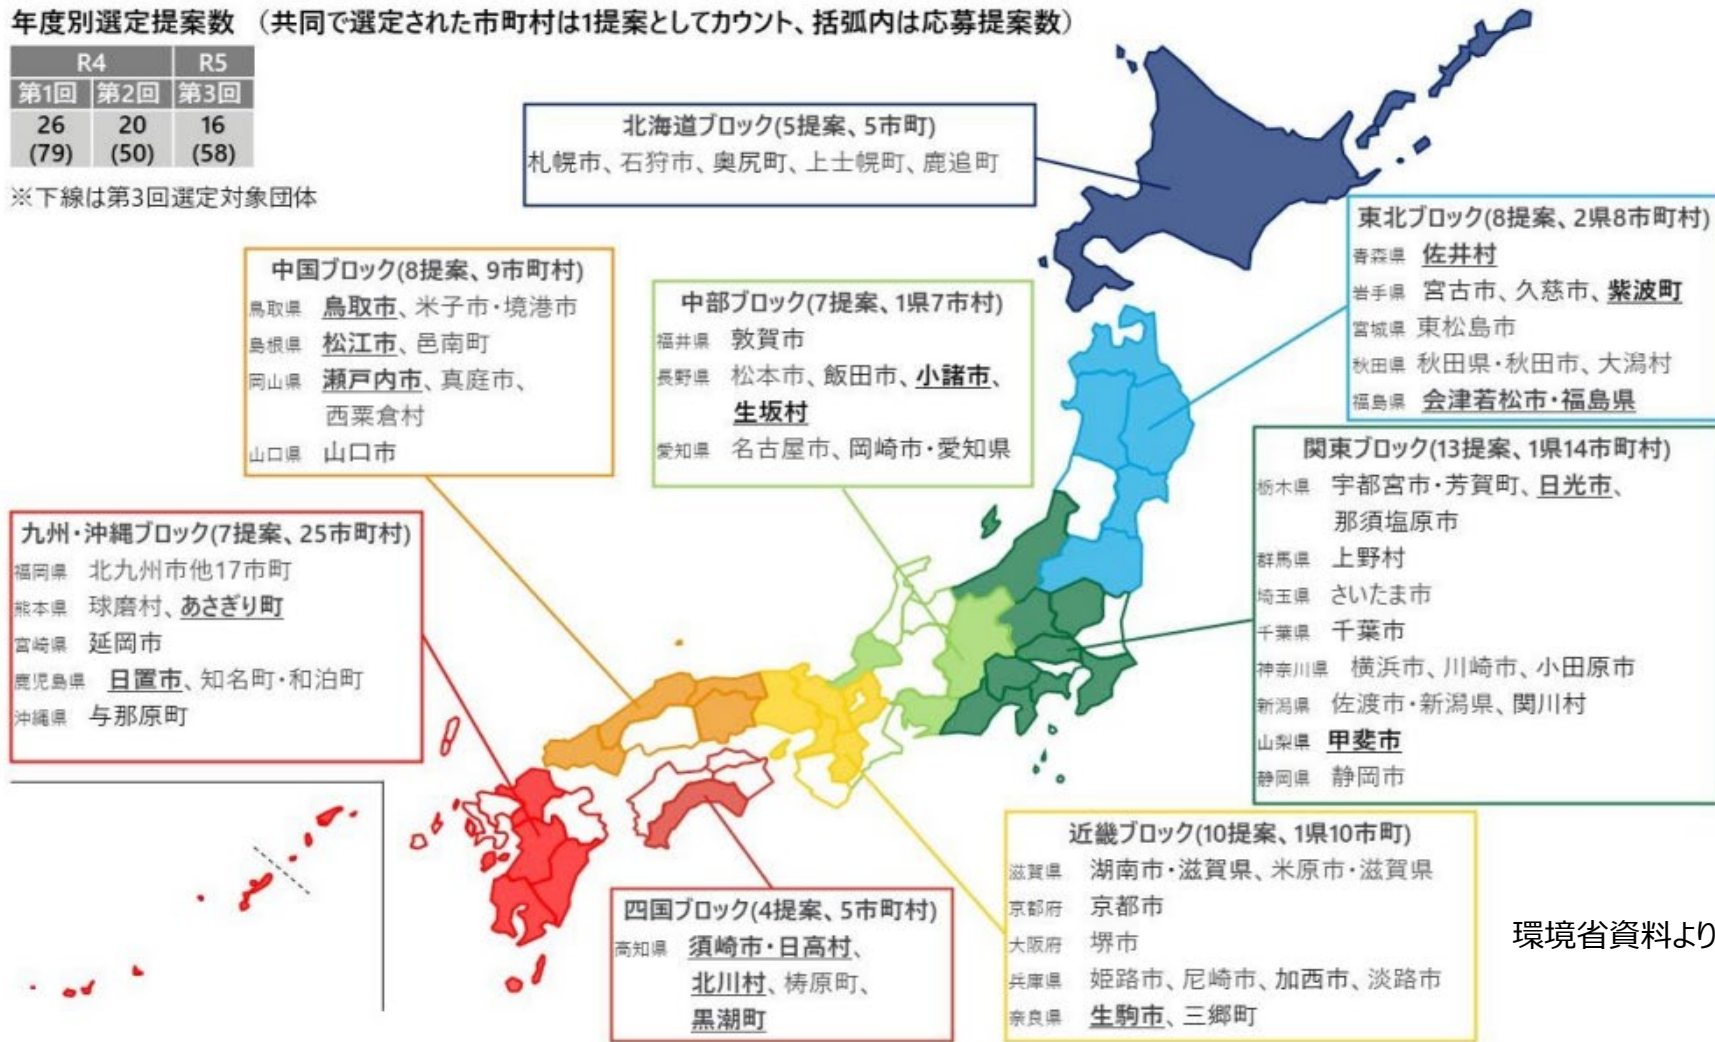 年度別選定提案数 (共同で選定された市町村は1提案としてカウント、括弧内は応募提案数)
R4 R5
第1回 第2回 第3回
26 20 16
(79) (50) (58)
※下線は第3回選定対象団体
北海道ブロック(5提案、5市町)
札幌市、石狩市、奥尻町、上士幌町、鹿追町
東北ブロック(8提案、2県8市町村)
青森県 佐井村
岩手県 宮古市、久慈市、紫波町
宮城県 東松島市
秋田県 秋田県・秋田市、大潟村
福島県 会津若松市・福島県
中国ブロック(8提案、9市町村)
鳥取県 鳥取市、米子市・境港市
島根県 松江市、邑南町
岡山県 瀬戸内市、真庭市、
西粟倉村
山口県 山口市
中部ブロック(7提案、1県7市村)
福井県 敦賀市
長野県 松本市、飯田市、小諸市、
生坂村
愛知県 名古屋市、岡崎市・愛知県
関東ブロック(13提案、1県14市町村)
栃木県 宇都宮市・芳賀町、日光市、
那須塩原市
群馬県 上野村
埼玉県 さいたま市
千葉県 千葉市
神奈川県 横浜市、川崎市、小田原市
新潟県 佐渡市・新潟県、関川村
山梨県 甲斐市
静岡県 静岡市
九州・沖縄ブロック(7提案、25市町村)
福岡県 北九州市他17市町
熊本県 球磨村、あさぎり町
宮崎県 延岡市
鹿児島県 日置市、知名町・和泊町
沖縄県 与那原町
四国ブロック(4提案、5市町村)
高知県 須崎市・日高村、
北川村、梼原町、
黒潮町
近畿ブロック(10提案、1県10市町)
滋賀県 湖南市・滋賀県、米原市・滋賀県
京都府 京都市
大阪府 堺市
兵庫県 姫路市、尼崎市、加西市、淡路市
奈良県 生駒市、三郷町
環境省資料より